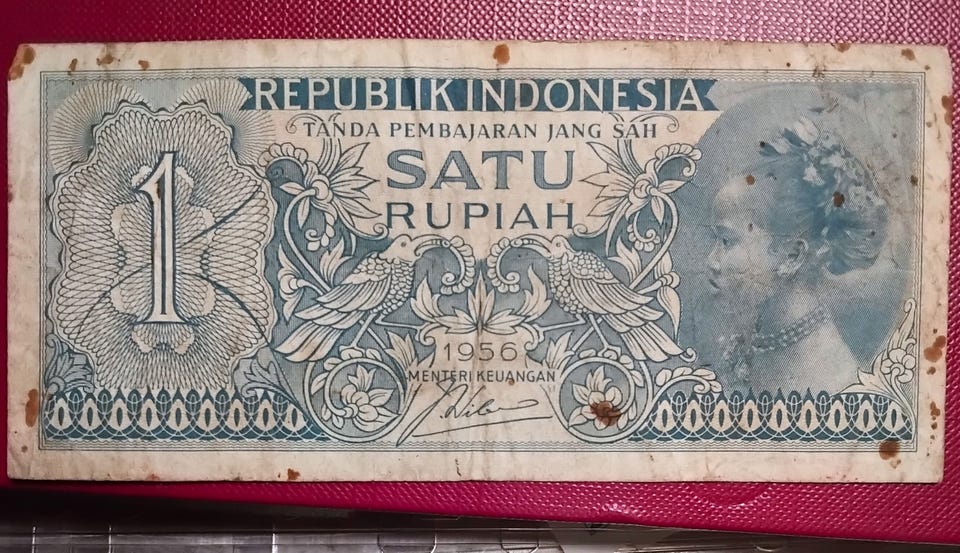 REPUBLIK INDONESIA
TANDA PEMBAJARAN JANG SAH
SATU
RUPIAH
1
1956
MENTERI KEUANGAN